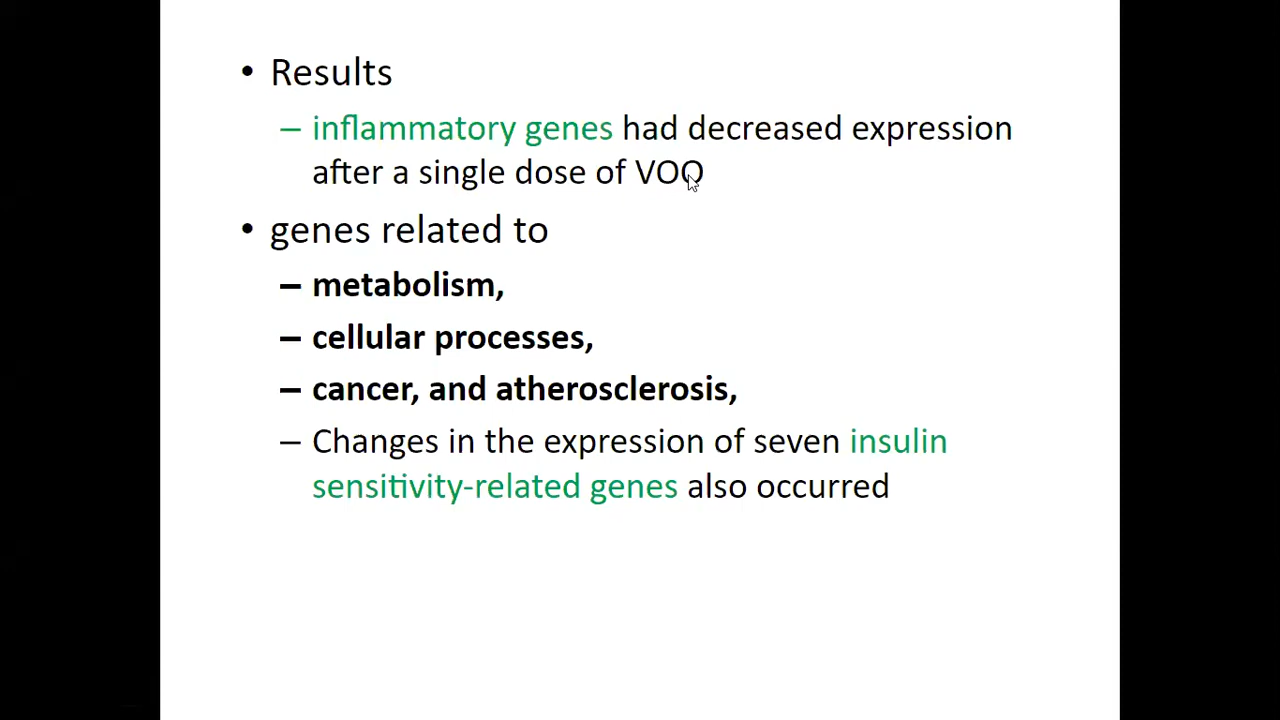 • Results
– inflammatory genes had decreased expression
after a single dose of VOO
• genes related to
– metabolism,
– cellular processes,
– cancer, and atherosclerosis,
– Changes in the expression of seven insulin
sensitivity-related genes also occurred